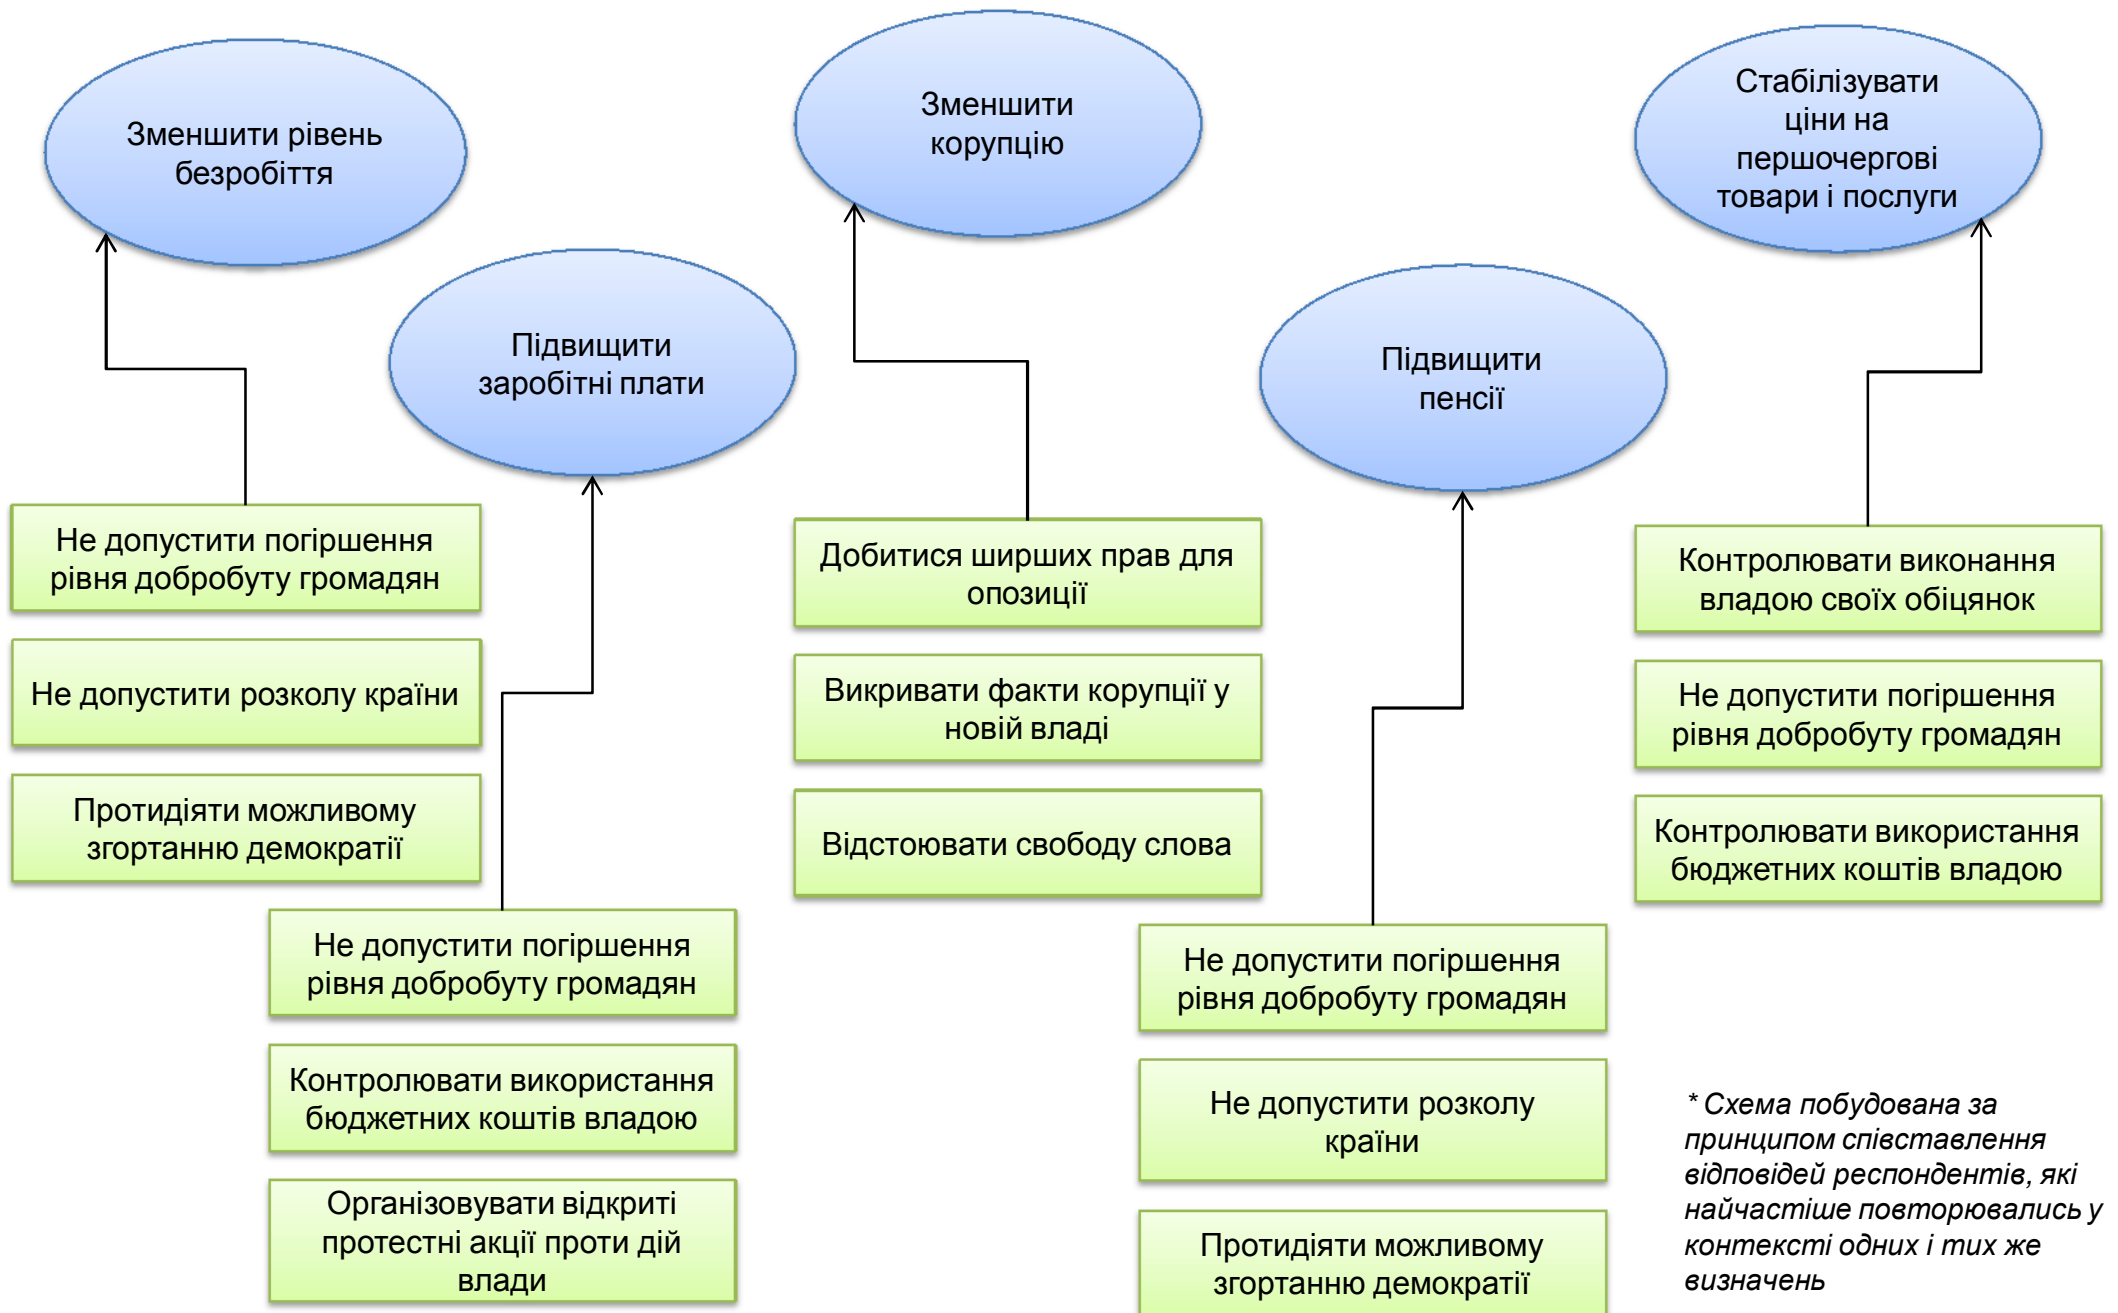 Зменшити рівень
безробіття
Підвищити
заробітні плати
Зменшити
корупцію
Підвищити
пенсії
Стабілізувати
ціни на
першочергові
товари і послуги
Не допустити погіршення
рівня добробуту громадян
Не допустити розколу країни
Протидіяти можливому
згортанню демократії
Не допустити погіршення
рівня добробуту громадян
Контролювати використання
бюджетних коштів владою
Організовувати відкриті
протестні акції проти дій
влади
Добитися ширших прав для
опозиції
Викривати факти корупції у
новій владі
Відстоювати свободу слова
Не допустити погіршення
рівня добробуту громадян
Не допустити розколу
країни
Протидіяти можливому
згортанню демократії
Контролювати виконання
владою своїх обіцянок
Не допустити погіршення
рівня добробуту громадян
Контролювати використання
бюджетних коштів владою
* Схема побудована за
принципом співставлення
відповідей респондентів, які
найчастіше повторювались у
контексті одних і тих же
визначень